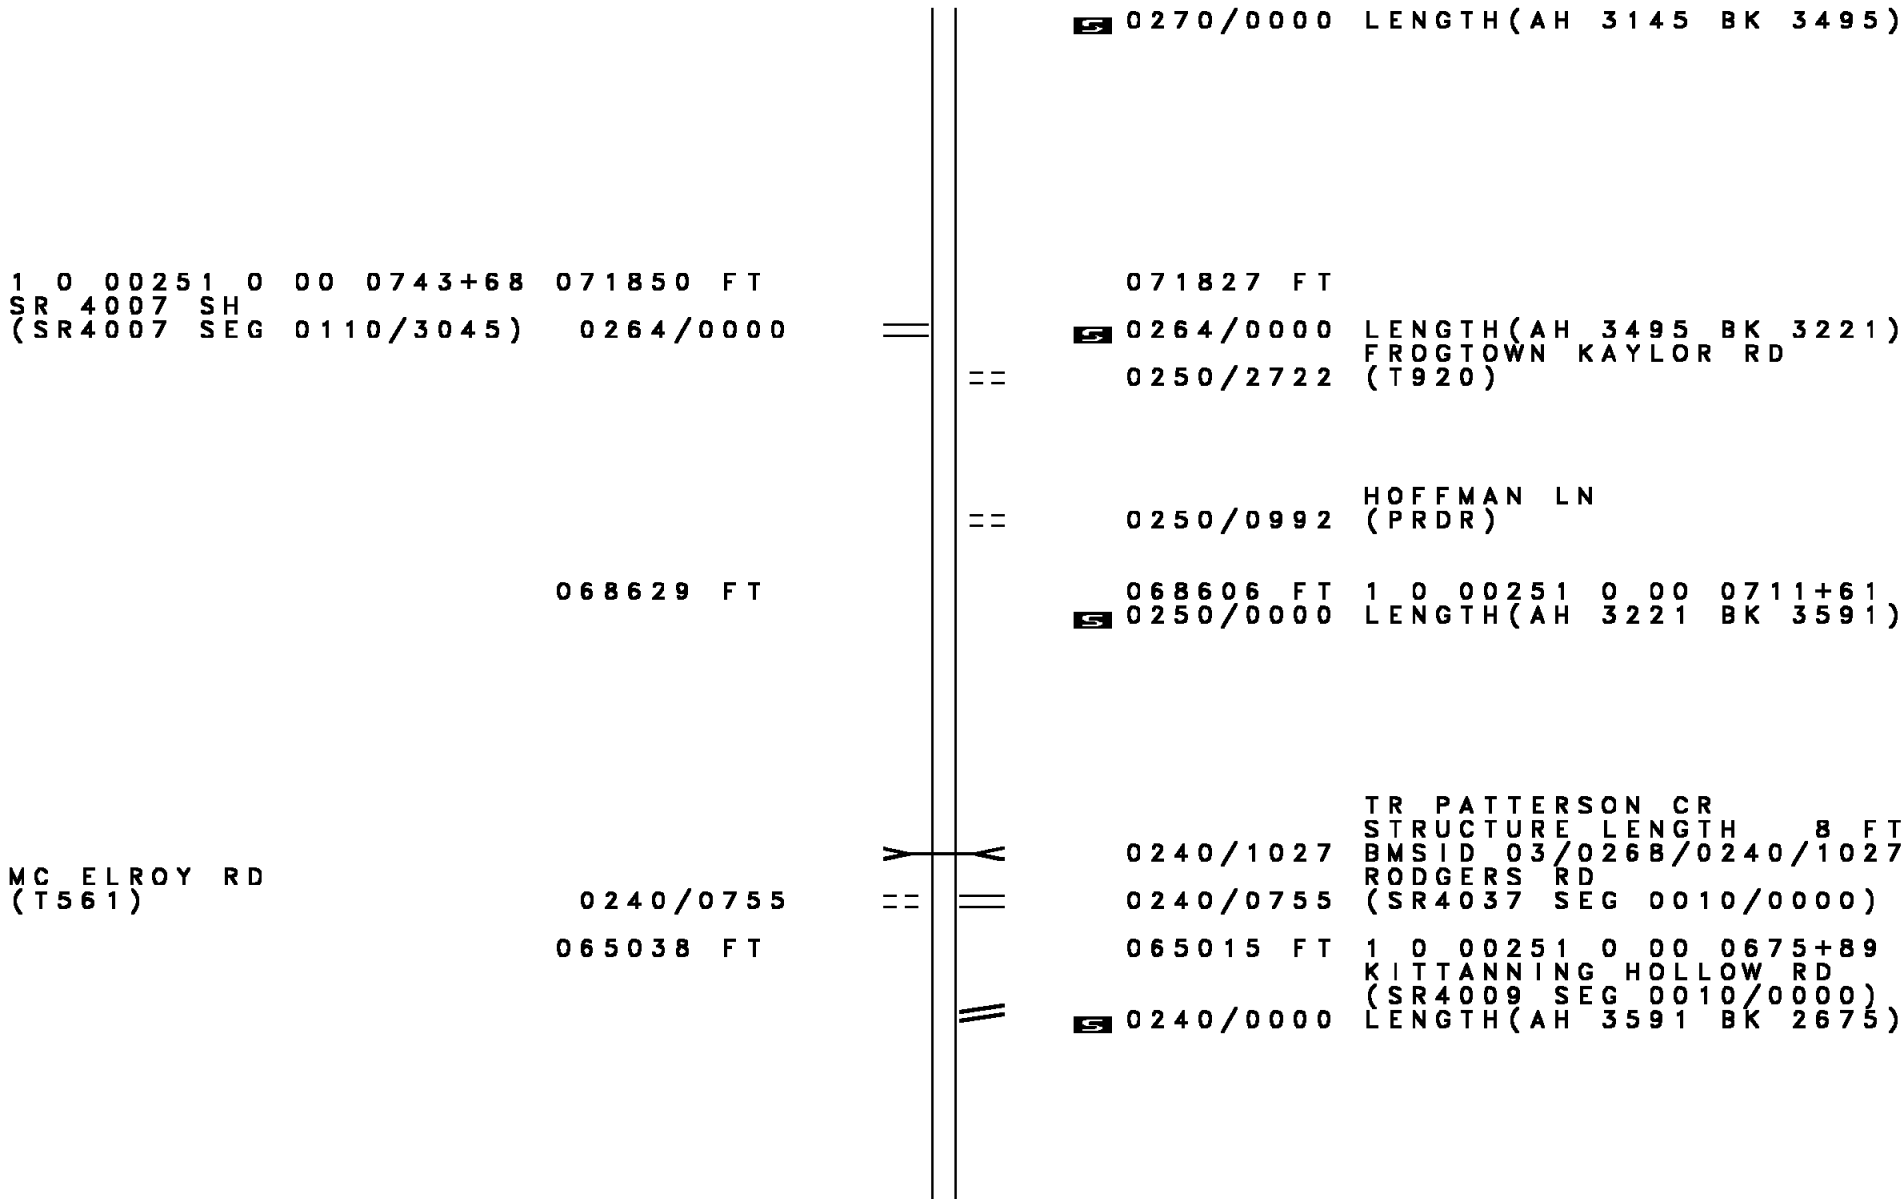 S 0270/0000 LENGTH(AH 3145 BK 3495)
1 0 00251 0 00 0743+68 071850 FT 071827 FT
SR 4007 SH
(SR4007 SEG 0110/3045) 0264/0000 S 0264/0000 LENGTH(AH 3495 BK 3221)
FROGTOWN KAYLOR RD
0250/2722 (T920)
HOFFMAN LN
0250/0992 (PRDR)
068629 FT 068606 FT 1 0 00251 0 00 0711+61
S 0250/0000 LENGTH(AH 3221 BK 3591)
TR PATTERSON CR
STRUCTURE LENGTH 8 FT
0240/1027 BMSID 03/0268/0240/1027
MC ELROY RD RODGERS RD
(T561) 0240/0755 0240/0755 (SR4037 SEG 0010/0000)
065038 FT 065015 FT 1 0 00251 0 00 0675+89
KITTANNING HOLLOW RD
(SR4009 SEG 0010/0000)
S 0240/0000 LENGTH(AH 3591 BK 2675)